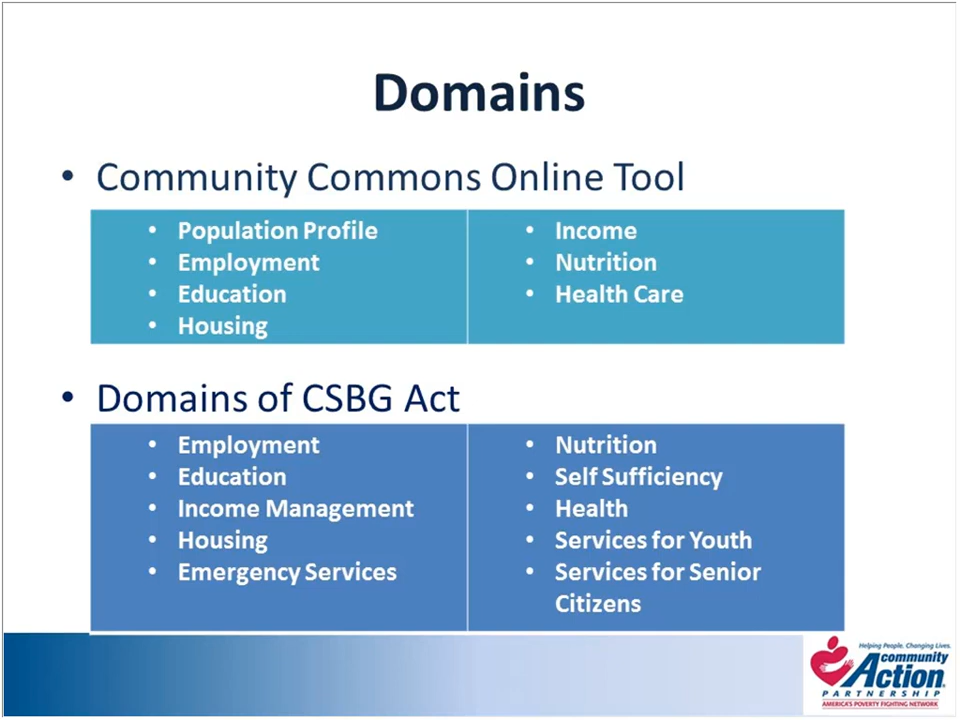 Domains
• Community Commons Online Tool
• Population Profile
• Employment
• Education
• Housing
• Income
• Nutrition
• Health Care
• Domains of CSBG Act
• Employment
• Education
• Income Management
• Housing
• Emergency Services
• Nutrition
• Self Sufficiency
• Health
• Services for Youth
• Services for Senior
Citizens
Helping People. Changing Lives.
community
Action
PARTNERSHIP
AMERICA'S POVERTY FIGHTING NETWORK